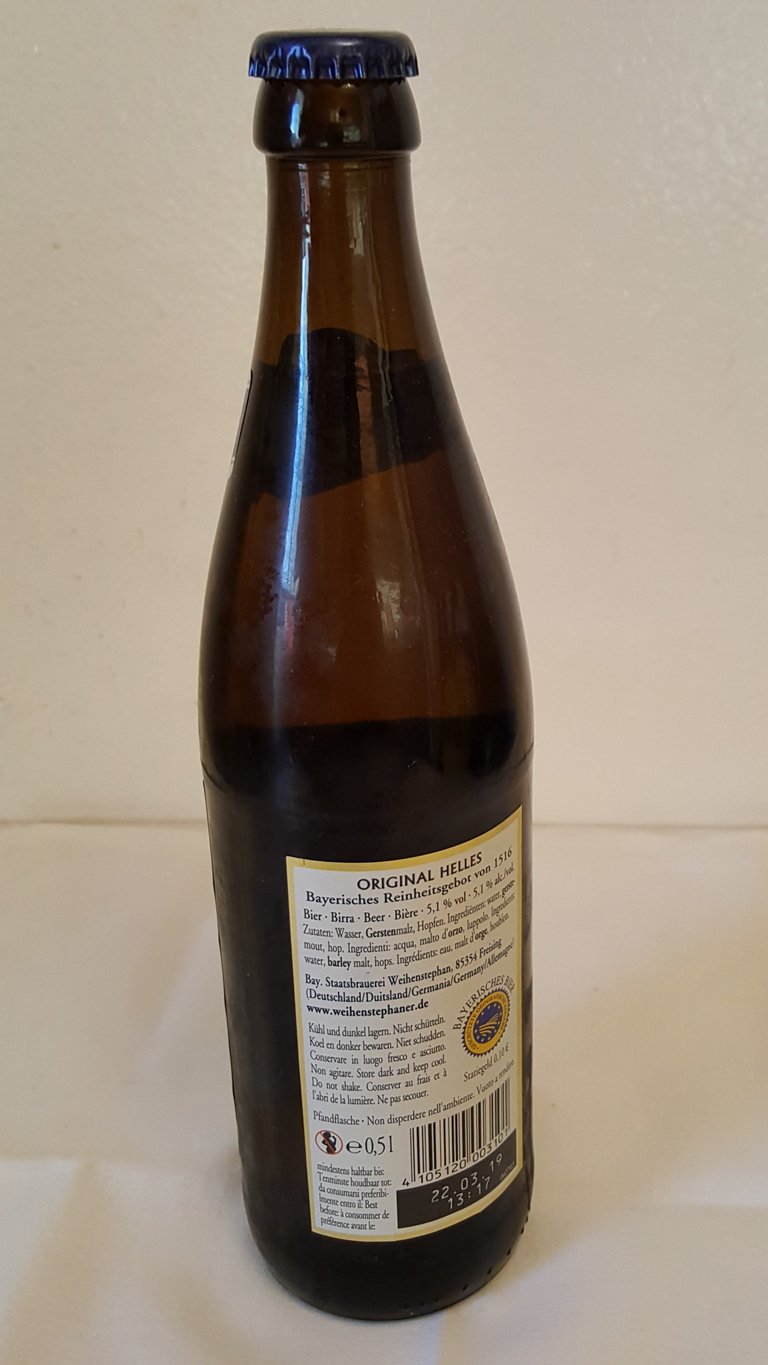 ORIGINAL HELLES
Bayerisches Reinheitsgebot von 1516
Bier · Birra · Beer · Bière · 5,1 % vol · 5,1 % alc./vol.
Zutaten: Wasser, Gerstenmalz, Hopfen. Ingrediënten: water, gerste-
mout, hop. Ingredienti: acqua, malto d'orzo, luppolo. Ingredients:
water, barley malt, hops. Ingrédients: eau, malt d'orge, houblon.
Bay. Staatsbrauerei Weihenstephan, 85354 Freising
(Deutschland/Duitsland/Germania/Germany/Allemagne)
www.weihenstephaner.de
BAYERISCHES BIER
Kühl und dunkel lagern. Nicht schütteln.
Koel en donker bewaren. Niet schudden.
Conservare in luogo fresco e asciutto.
Non agitare. Store dark and keep cool.
Do not shake. Conserver au frais et à
l'abri de la lumière. Ne pas secouer.
Statiegeld 0,10 €
Pfandflasche · Non disperdere nell'ambiente. Vuoto a rendere.
e 0,5 l
4 105120 003101
mindestens haltbar bis:
Tenminste houdbaar tot:
da consumarsi preferibi-
lmente entro il: Best
before: à consommer de
préférence avant le:
22.03.19
13:17